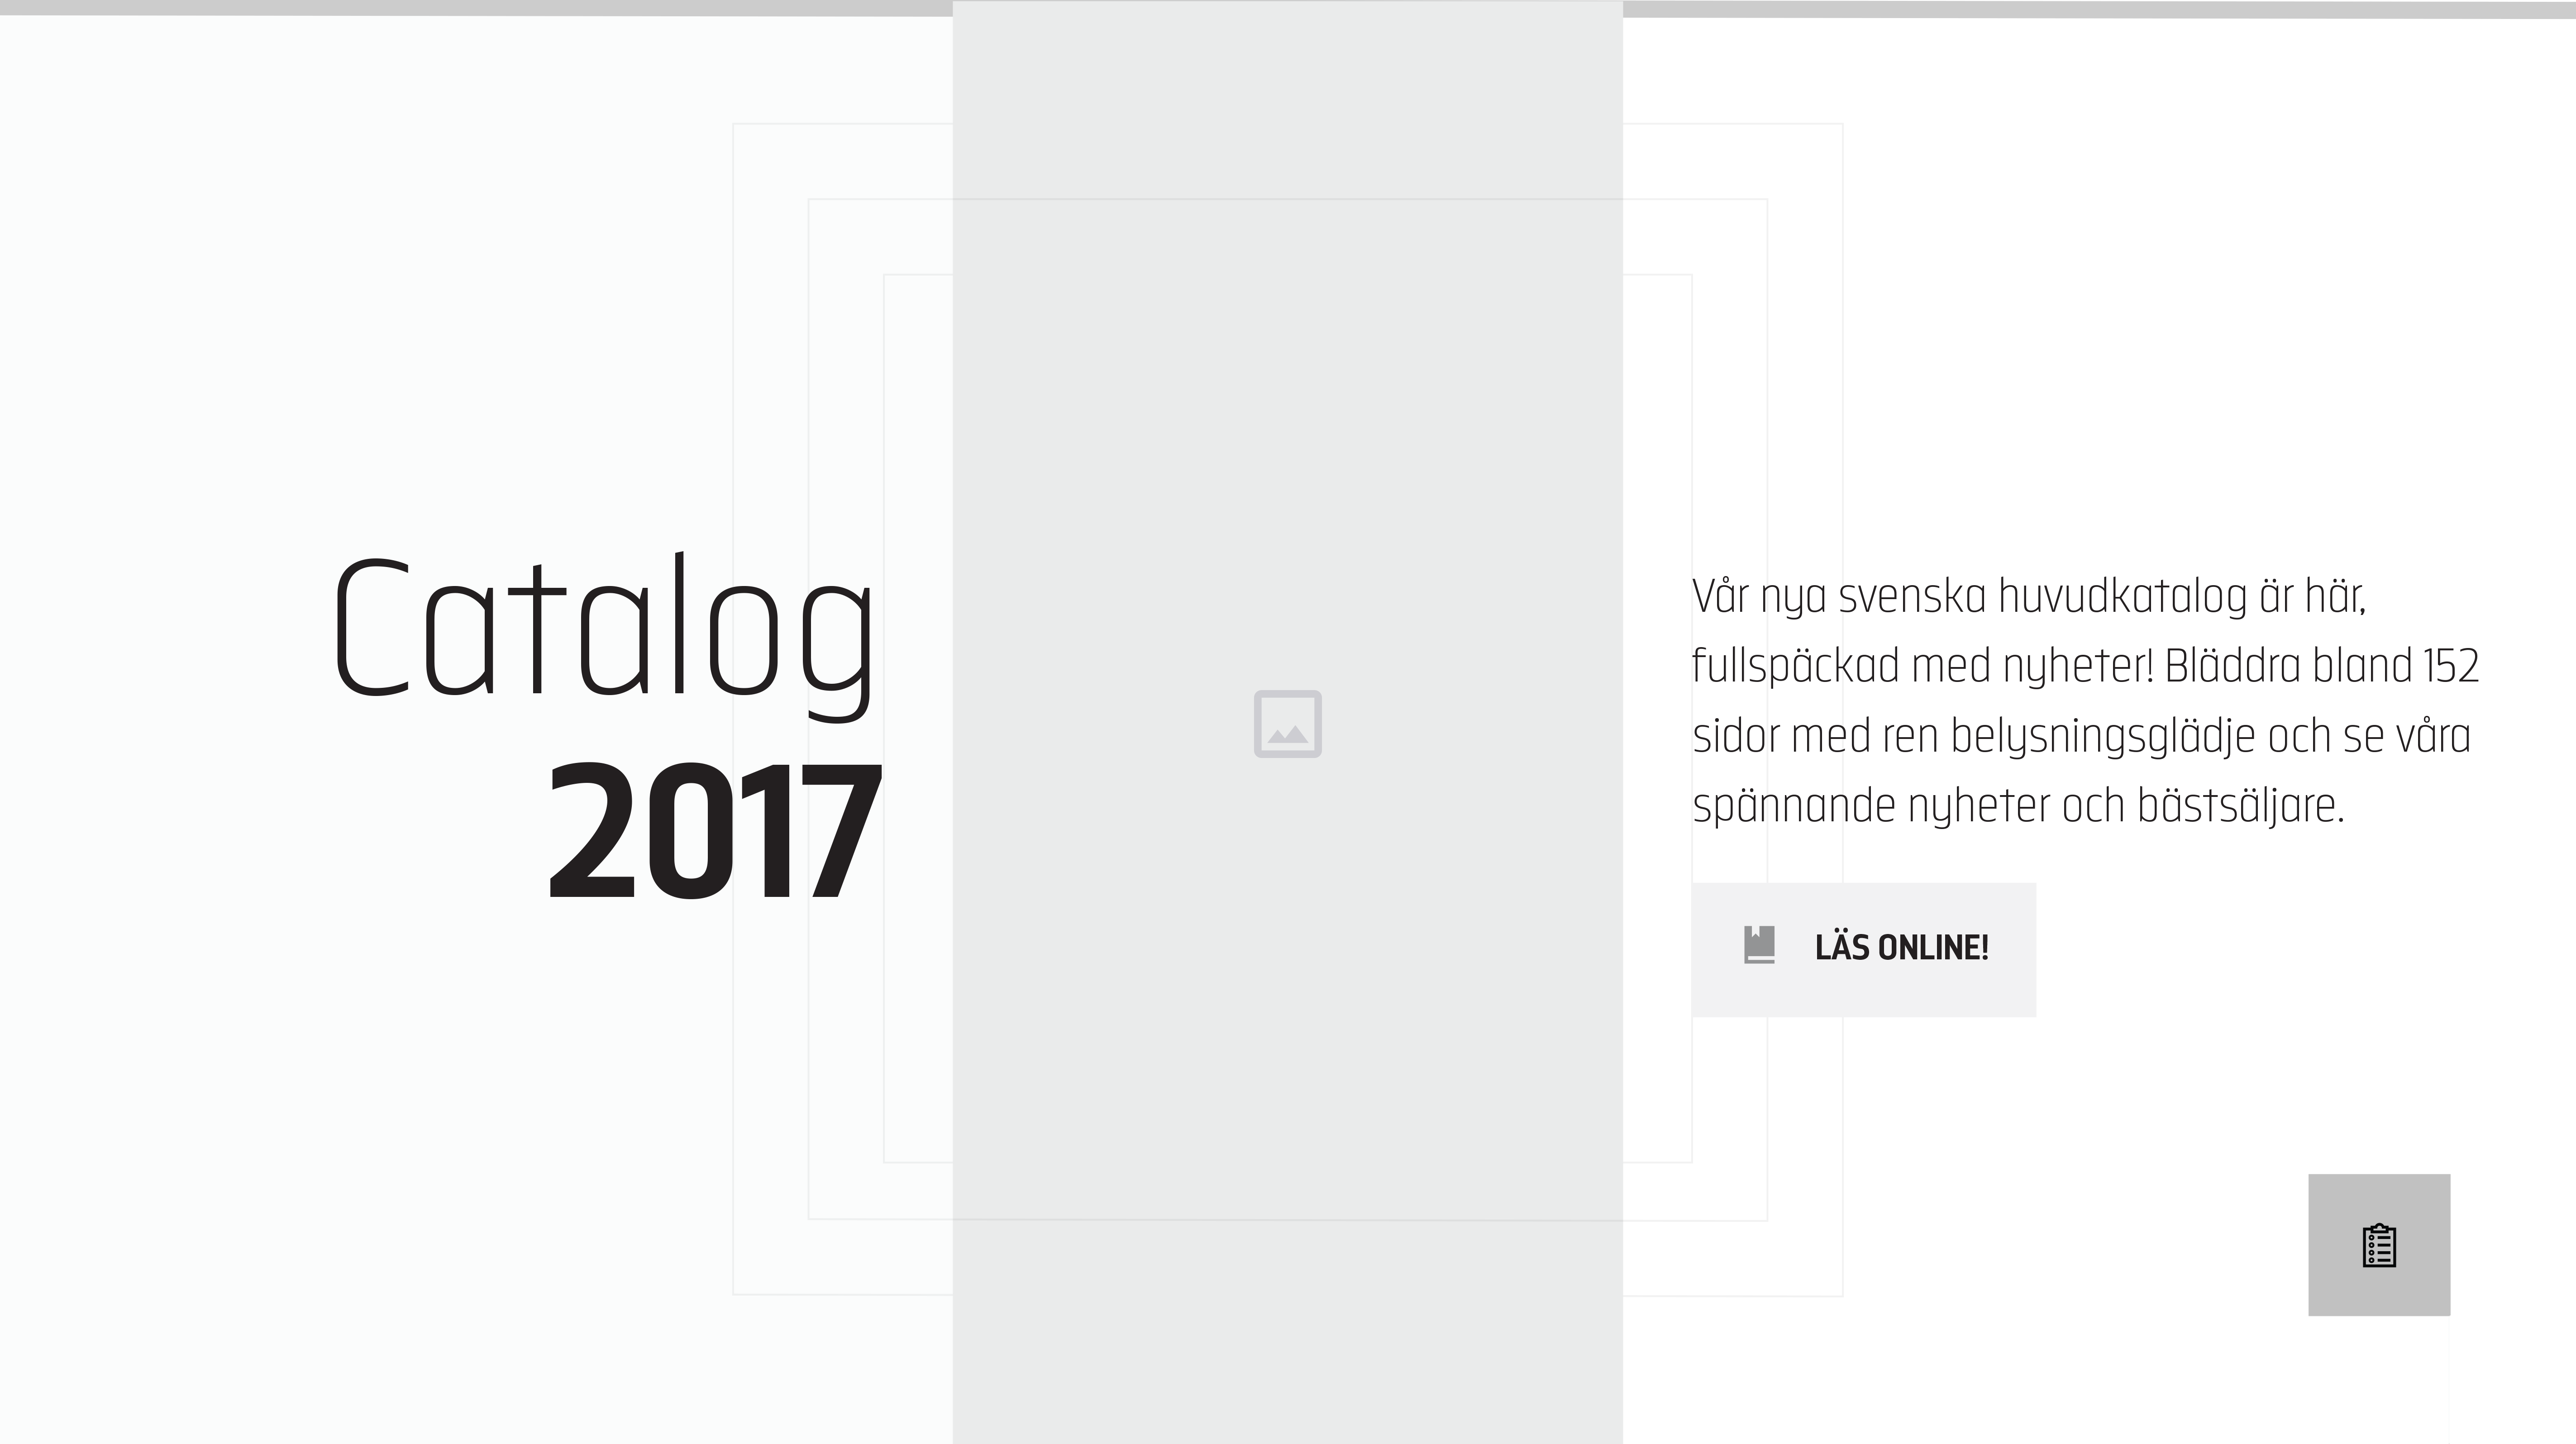 Catalog
2017
Vår nya svenska huvudkatalog är här,
fullspäckad med nyheter! Bläddra bland 152
sidor med ren belysningsglädje och se våra
spännande nyheter och bästsäljare.
LÄS ONLINE!